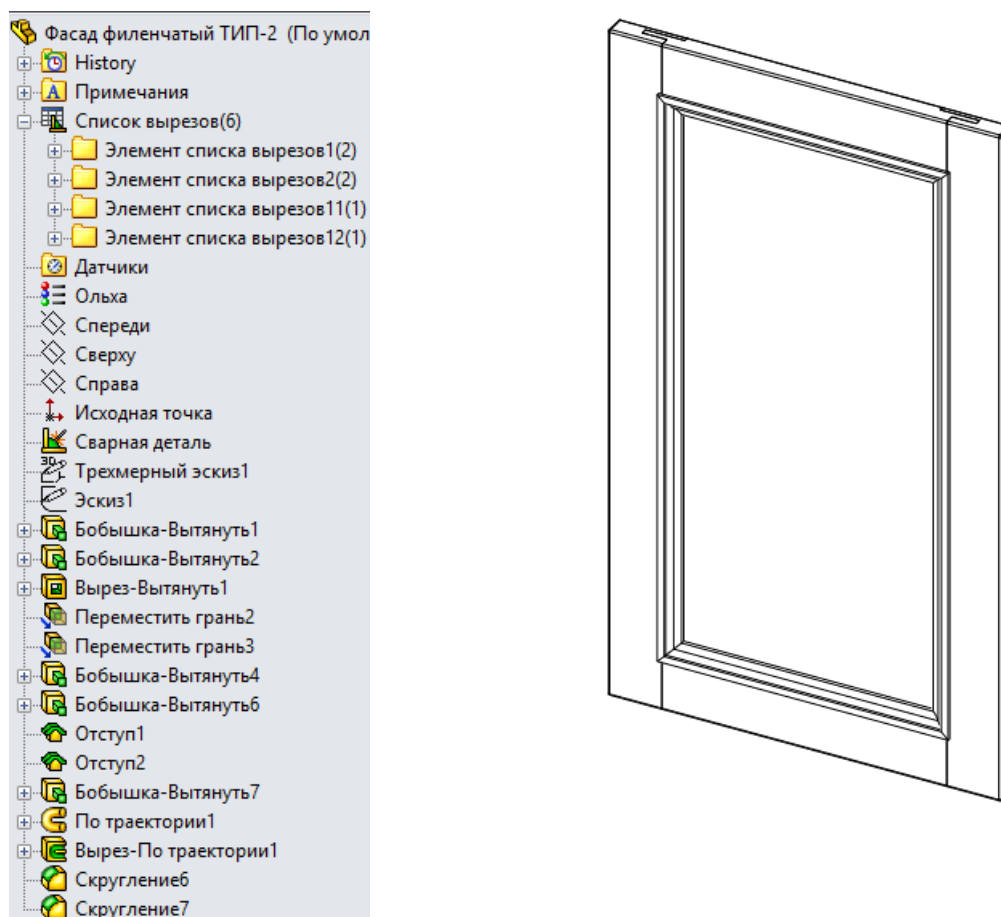 Фасад филенчатый ТИП-2 (По умол
History
Примечания
Список вырезов(6)
Элемент списка вырезов1(2)
Элемент списка вырезов2(2)
Элемент списка вырезов11(1)
Элемент списка вырезов12(1)
Датчики
Ольха
Спереди
Сверху
Справа
Исходная точка
Сварная деталь
Трехмерный эскиз1
Эскиз1
Бобышка-Вытянуть1
Бобышка-Вытянуть2
Вырез-Вытянуть1
Переместить грань2
Переместить грань3
Бобышка-Вытянуть4
Бобышка-Вытянуть6
Отступ1
Отступ2
Бобышка-Вытянуть7
По траектории1
Вырез-По траектории1
Скругление6
Скругление7